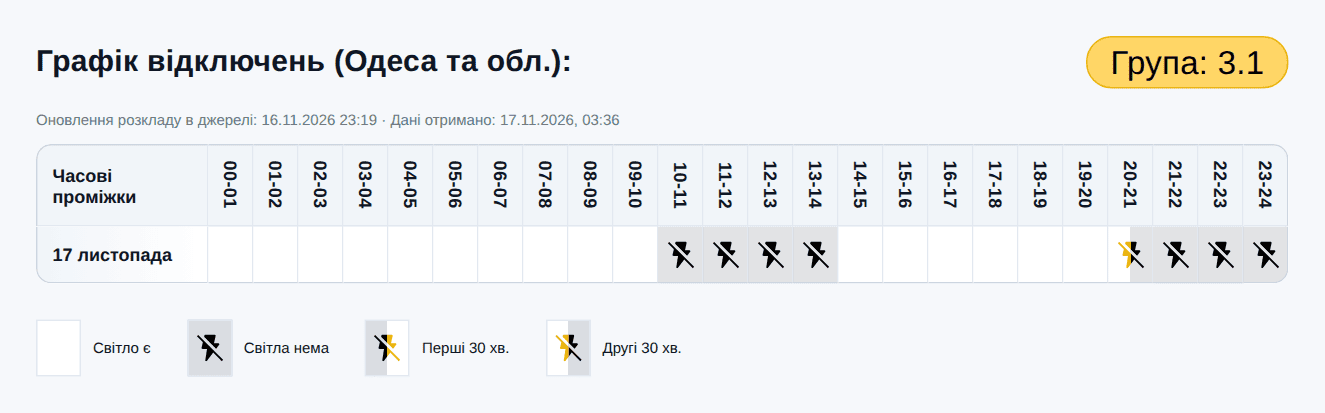 Графік відключень (Одеса та обл.):
Група: 3.1
Оновлення розкладу в джерелі: 16.11.2026 23:19 · Дані отримано: 17.11.2026, 03:36
Часові проміжки 00-01 01-02 02-03 03-04 04-05 05-06 06-07 07-08 08-09 09-10 10-11 11-12 12-13 13-14 14-15 15-16 16-17 17-18 18-19 19-20 20-21 21-22 22-23 23-24
17 листопада
Світло є Світла нема Перші 30 хв. Другі 30 хв.